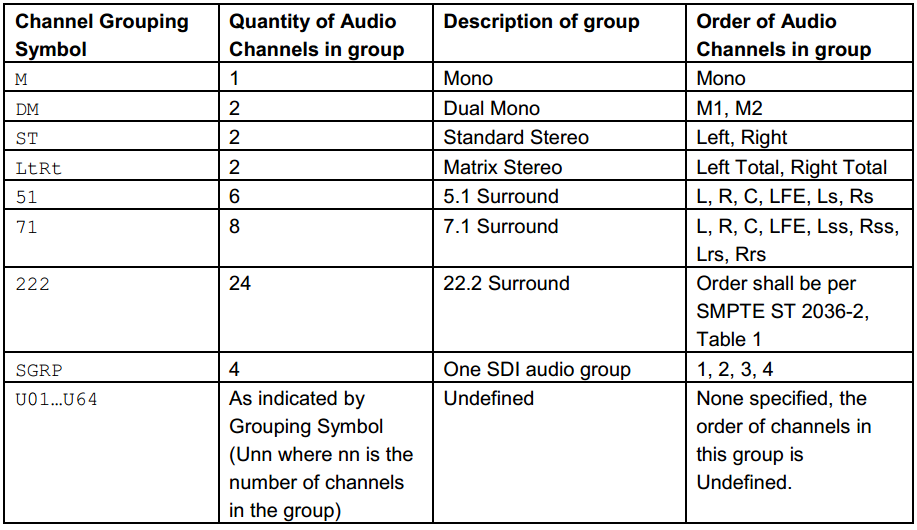 Channel Grouping Symbol
Quantity of Audio Channels in group
Description of group
Order of Audio Channels in group
M
1
Mono
Mono
DM
2
Dual Mono
M1, M2
ST
2
Standard Stereo
Left, Right
LtRt
2
Matrix Stereo
Left Total, Right Total
51
6
5.1 Surround
L, R, C, LFE, Ls, Rs
71
8
7.1 Surround
L, R, C, LFE, Lss, Rss,
Lrs, Rrs
222
24
22.2 Surround
Order shall be per
SMPTE ST 2036-2,
Table 1
SGRP
4
One SDI audio group
1, 2, 3, 4
U01…U64
As indicated by
Grouping Symbol
(Unn where nn is the
number of channels
in the group)
Undefined
None specified, the
order of channels in
this group is
Undefined.